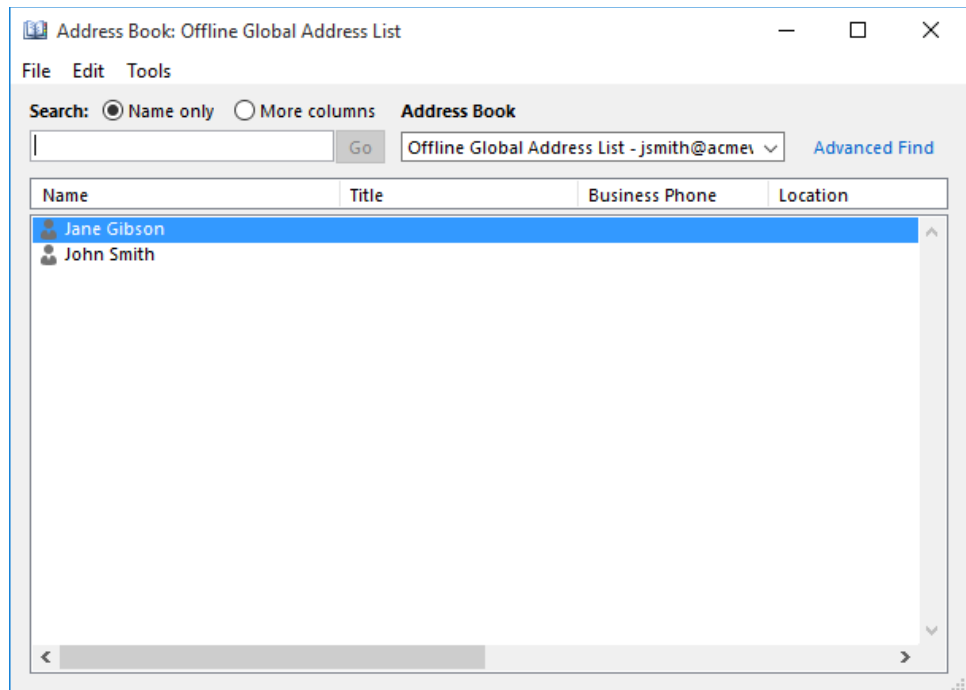 Address Book: Offline Global Address List
File Edit Tools
Search: Name only More columns Address Book
Go Offline Global Address List - jsmith@acmev Advanced Find
Name Title Business Phone Location
Jane Gibson
John Smith